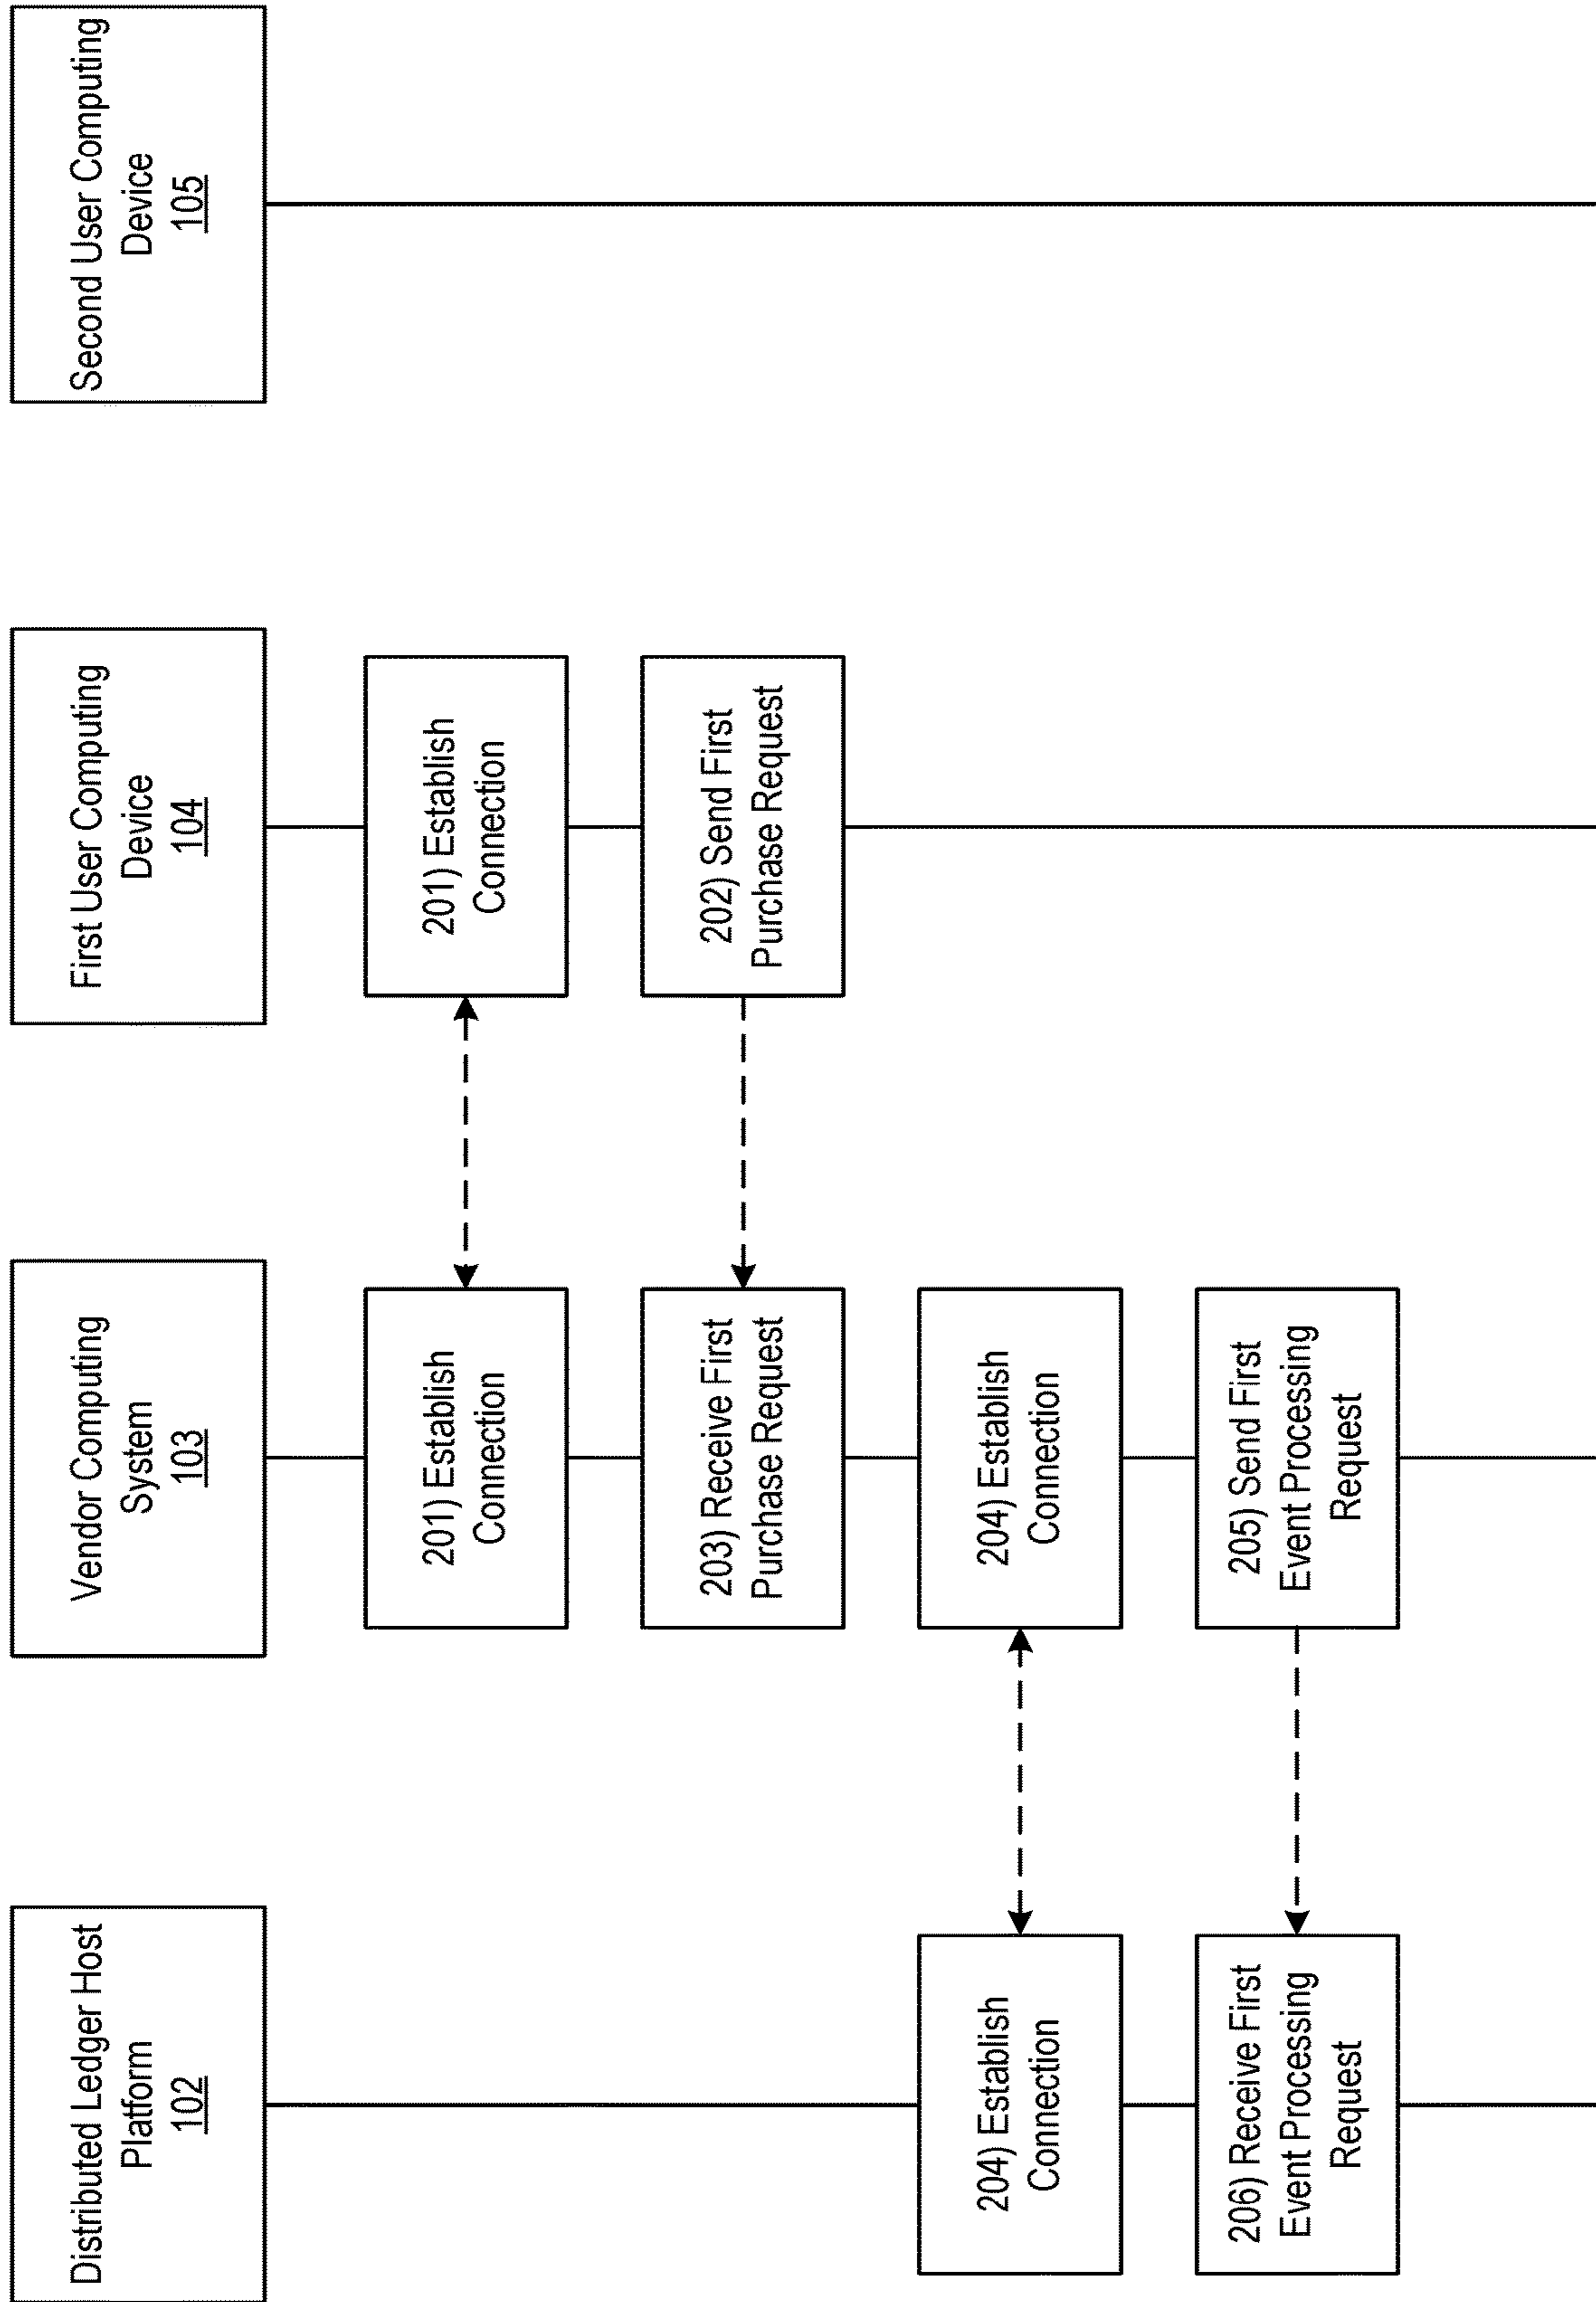 Distributed Ledger Host
Platform
102
Vendor Computing
System
103
First User Computing
Device
104
Second User Computing
Device
105
201) Establish
Connection
201) Establish
Connection
203) Receive First
Purchase Request
202) Send First
Purchase Request
204) Establish
Connection
204) Establish
Connection
206) Receive First
Event Processing
Request
205) Send First
Event Processing
Request